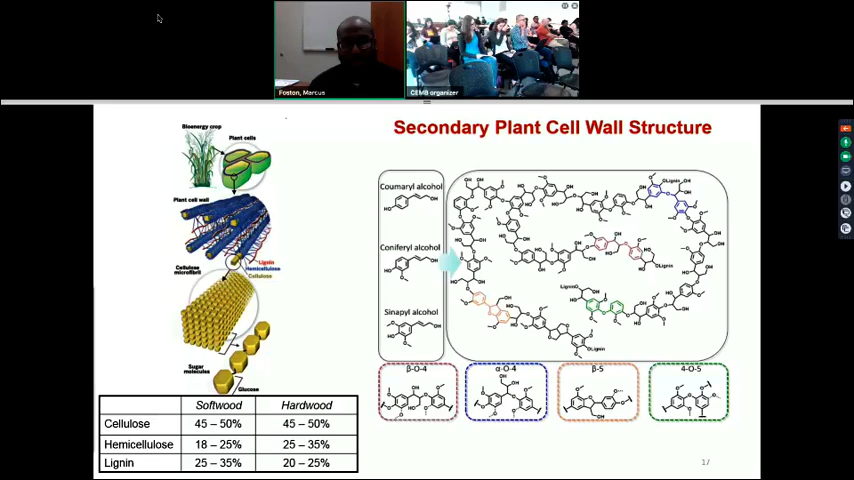 Foston, Marcus
CEMB organizer
Secondary Plant Cell Wall Structure
Bioenergy crop
Plant cells
Plant cell wall
Lignin
Hemicellulose
Cellulose
Cellulose
microfibril
Sugar
molecules
Glucose
Coumaryl alcohol
Coniferyl alcohol
Sinapyl alcohol
β-O-4
α-O-4
β-5
4-O-5
Softwood Hardwood
Cellulose 45 – 50% 45 – 50%
Hemicellulose 18 – 25% 25 – 35%
Lignin 25 – 35% 20 – 25%
17